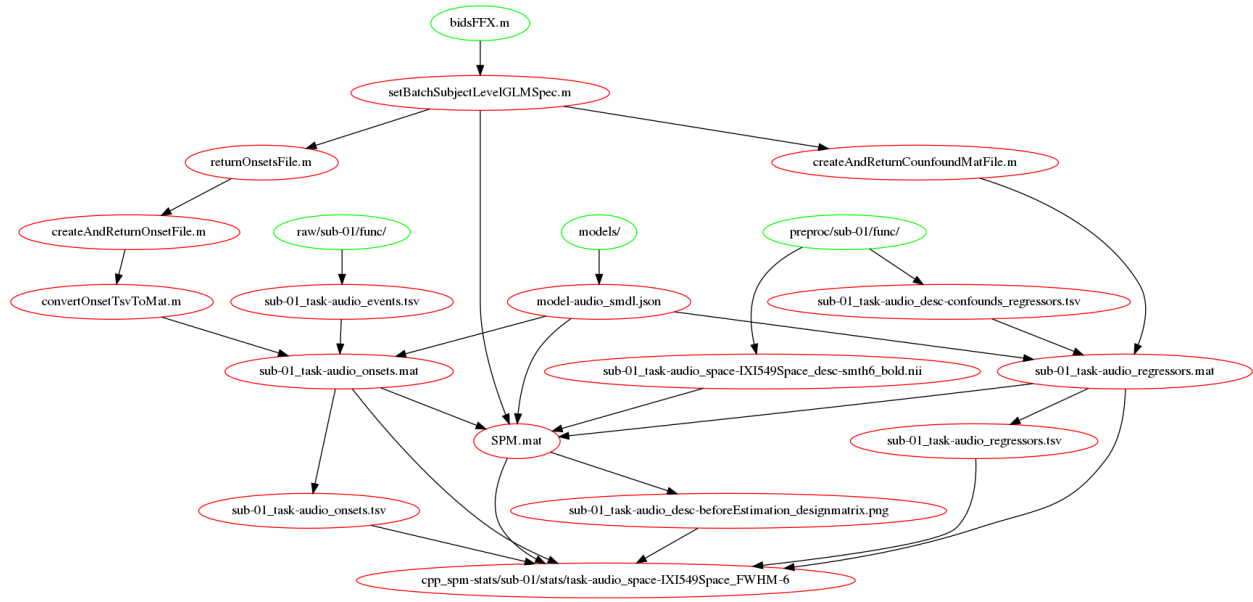 bidsFFX.m
setBatchSubjectLevelGLMSpec.m
returnOnsetsFile.m
createAndReturnCounfoundMatFile.m
createAndReturnOnsetFile.m
raw/sub-01/func/
models/
preproc/sub-01/func/
convertOnsetTsvToMat.m
sub-01_task-audio_events.tsv
model-audio_smdl.json
sub-01_task-audio_desc-confounds_regressors.tsv
sub-01_task-audio_onsets.mat
sub-01_task-audio_space-IXI549Space_desc-smth6_bold.nii
sub-01_task-audio_regressors.mat
SPM.mat
sub-01_task-audio_regressors.tsv
sub-01_task-audio_onsets.tsv
sub-01_task-audio_desc-beforeEstimation_designmatrix.png
cpp_spm-stats/sub-01/stats/task-audio_space-IXI549Space_FWHM-6